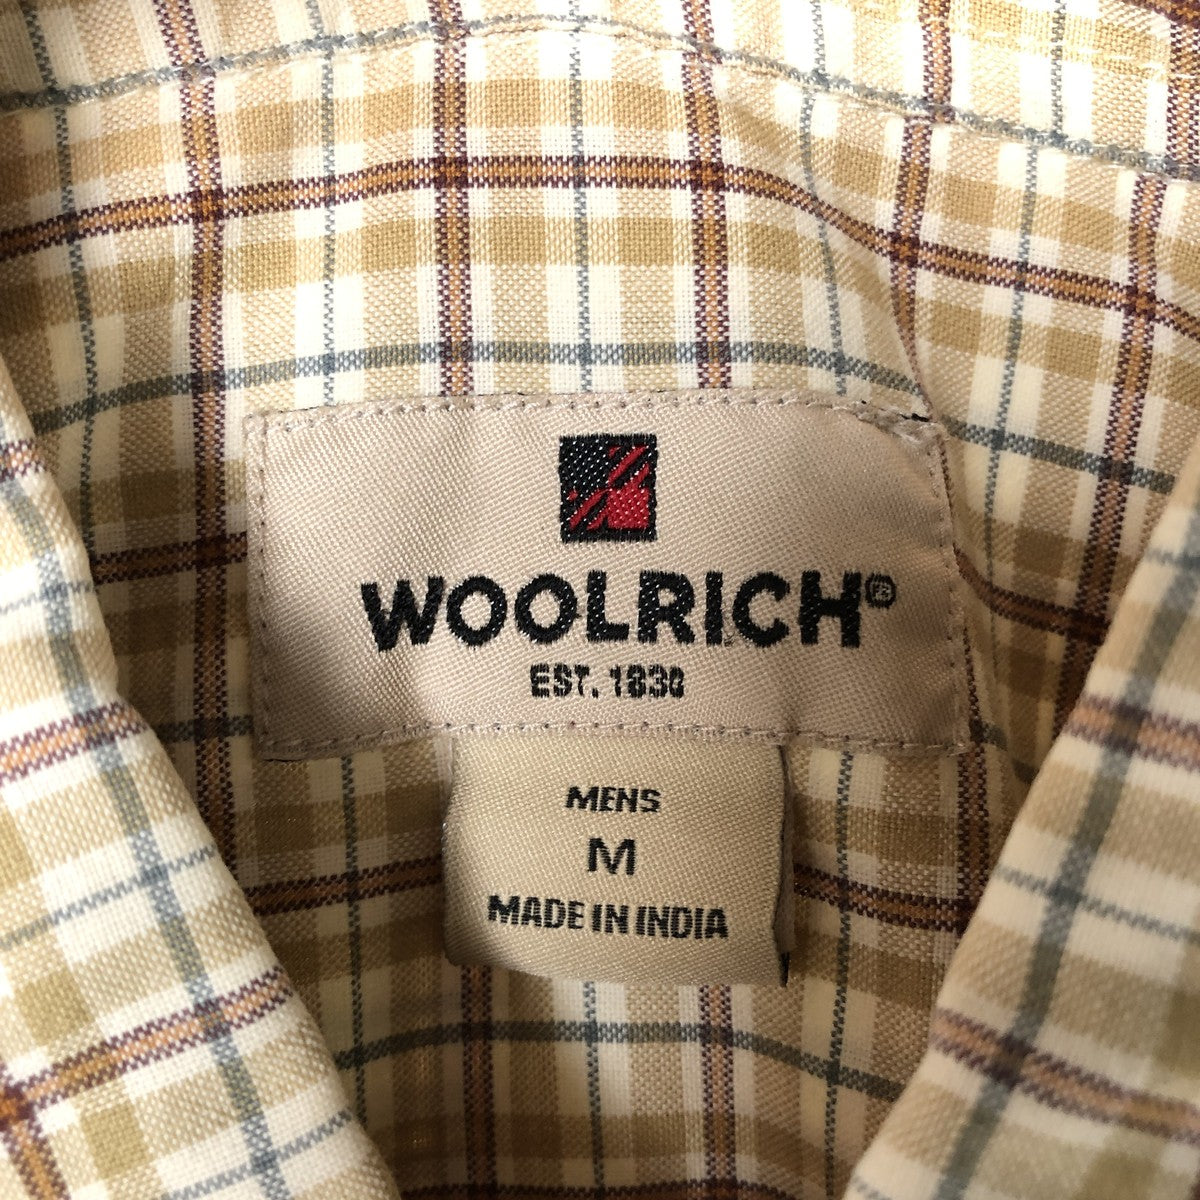 WOOLRICH®
EST. 1830
MENS
M
MADE IN INDIA